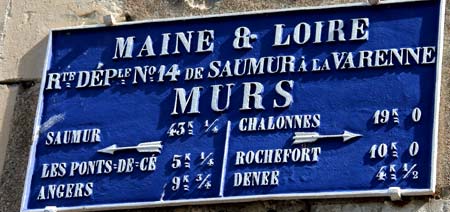 MAINE & LOIRE
RTE DÉPLE NO 14 DE SAUMUR À LA VARENNE
MURS
SAUMUR 43K ¼
LES PONTS=DE=CÉ 5K ¼
ANGERS 9K ¾
CHALONNES 19K 0
ROCHEFORT 10K 0
DENEE 4K ½